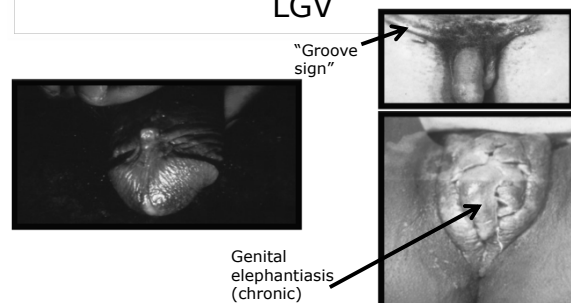 LGV
“Groove
sign”
Genital
elephantiasis
(chronic)